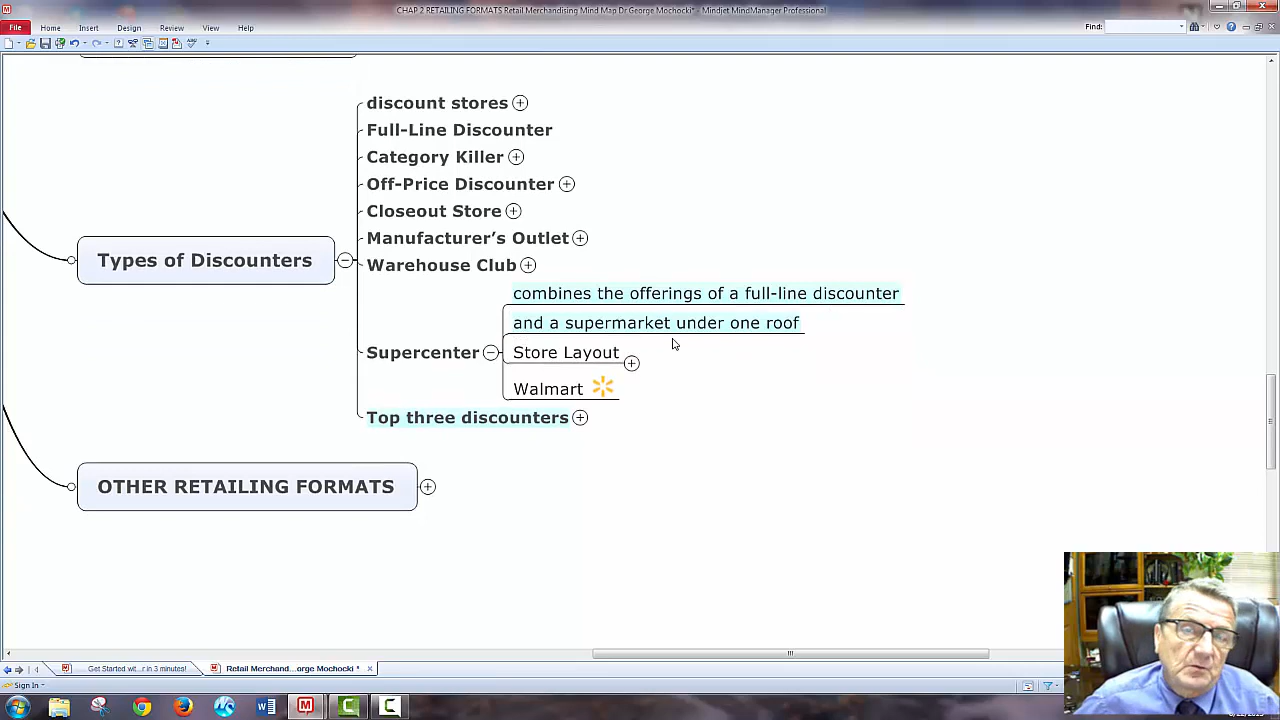 CHAP 2 RETAILING FORMATS Retail Merchandising Mind Map Dr George Mochocki* - Mindjet MindManager Professional
File Home Insert Design Review View Help
Find:
discount stores
Full-Line Discounter
Category Killer
Off-Price Discounter
Closeout Store
Manufacturer’s Outlet
Types of Discounters
Warehouse Club
combines the offerings of a full-line discounter
and a supermarket under one roof
Supercenter
Store Layout
Walmart
Top three discounters
OTHER RETAILING FORMATS
Get Started wit...r in 3 minutes!
Retail Merchand...orge Mochocki *
Sign In